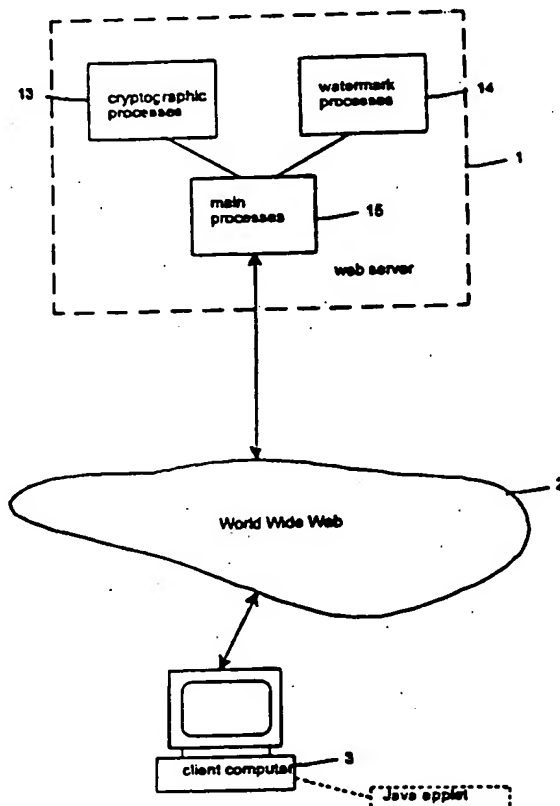 13
cryptographic
processes
watermark
processes
14
1
main
processes
15
web server
2
World Wide Web
client computer
3
Java applet